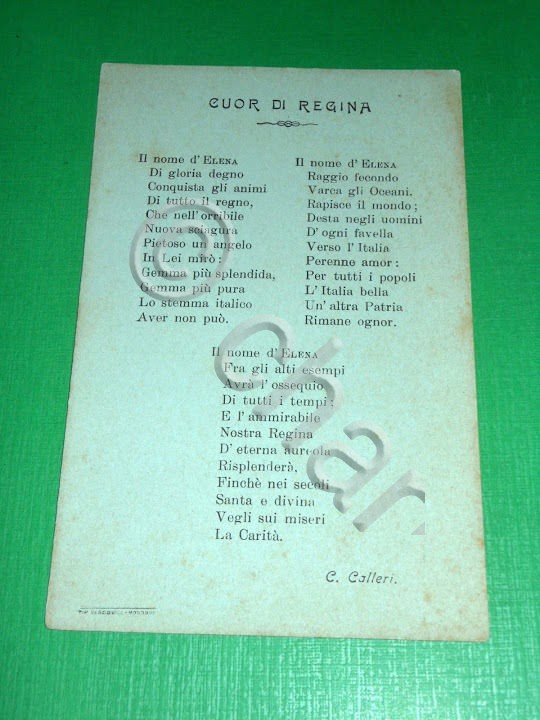 CUOR DI REGINA
Il nome d' ELENA
Di gloria degno
Conquista gli animi
Di tutto il regno,
Che nell' orribile
Nuova sciagura
Pietoso un angelo
In Lei mirò:
Gemma più splendida,
Gemma più pura
Lo stemma italico
Aver non può.
Il nome d' ELENA
Raggio fecondo
Varca gli Oceani.
Rapisce il mondo;
Desta negli uomini
D' ogni favella
Verso l' Italia
Perenne amor:
Per tutti i popoli
L' Italia bella
Un' altra Patria
Rimane ognor.
Il nome d' ELENA
Fra gli alti esempi
Avrà l' ossequio
Di tutti i tempi;
E l' ammirabile
Nostra Regina
D' eterna aureola
Risplenderà,
Finchè nei secoli
Santa e divina
Vegli sui miseri
La Carità.
C. Calleri.
TIP.
© char